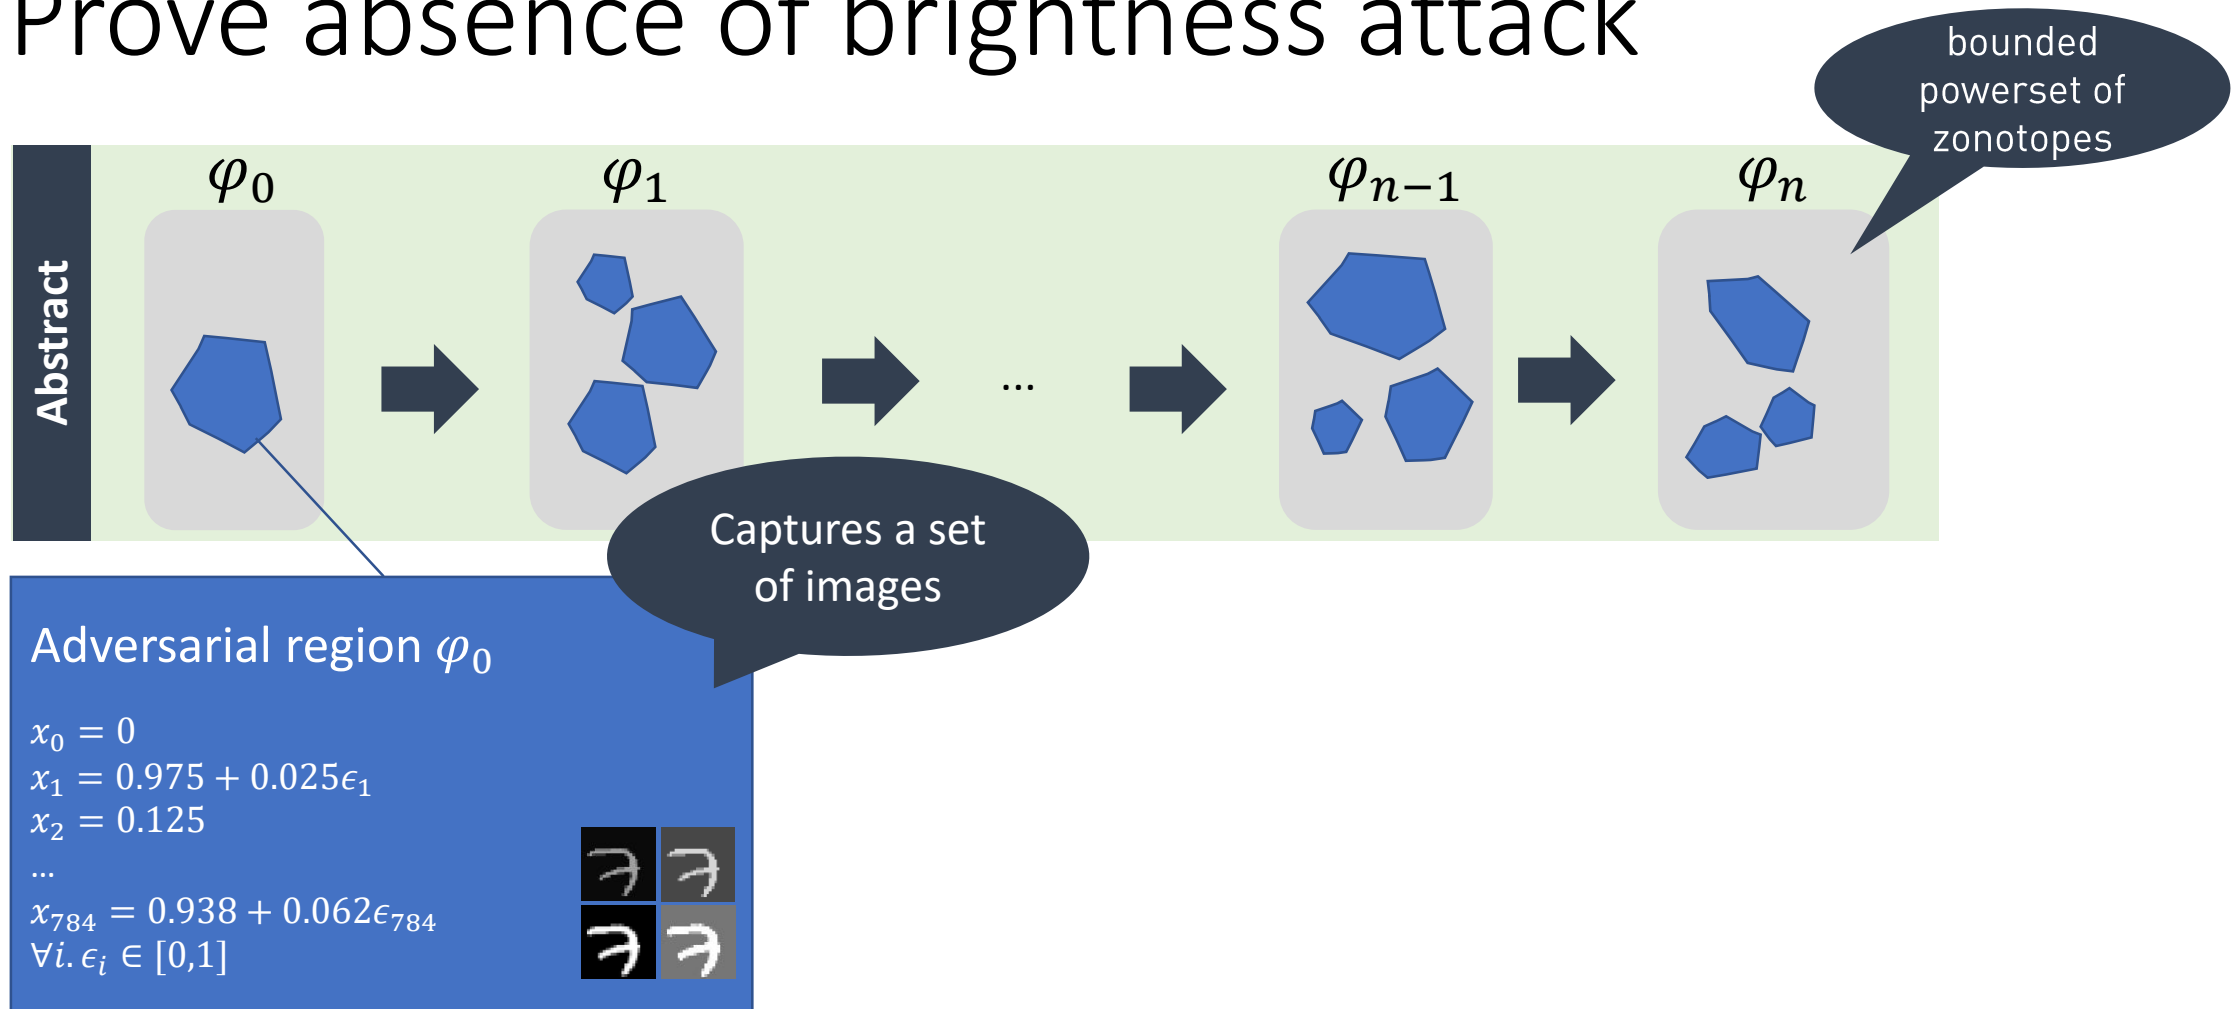 Prove absence of brightness attack
bounded
powerset of
zonotopes
Abstract
φ₀
φ₁
φₙ₋₁
φₙ
...
Captures a set
of images
Adversarial region φ₀
x₀ = 0
x₁ = 0.975 + 0.025ϵ₁
x₂ = 0.125
...
x₇₈₄ = 0.938 + 0.062ϵ₇₈₄
∀i. ϵᵢ ∈ [0,1]